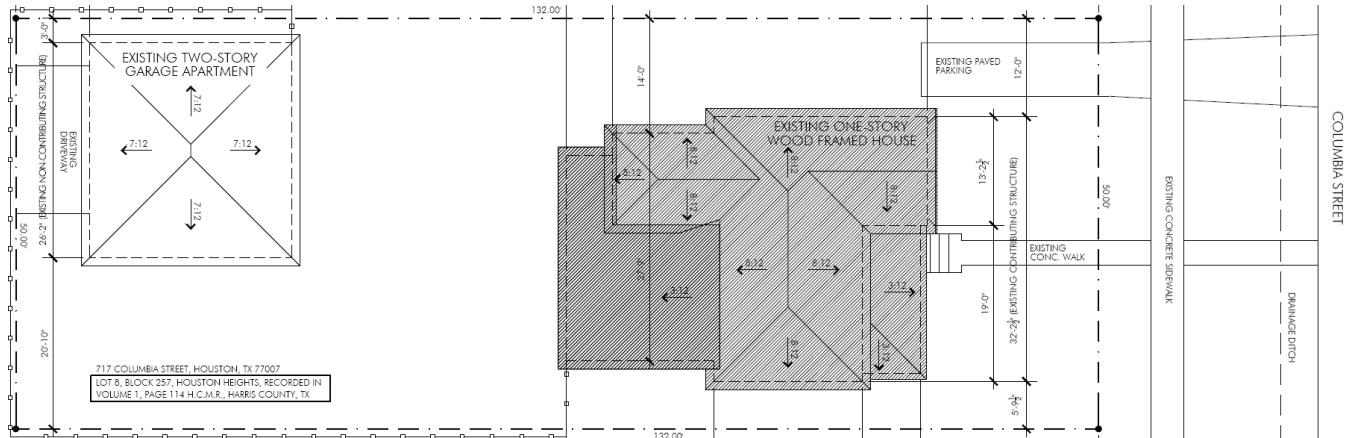 132.00'
3'-0"
26'-2" (EXISTING NON-CONTRIBUTING STRUCTURE)
20'-10"
50.00'
EXISTING TWO-STORY
GARAGE APARTMENT
7:12
7:12
7:12
7:12
EXISTING
DRIVEWAY
717 COLUMBIA STREET, HOUSTON, TX 77007
LOT 8, BLOCK 257, HOUSTON HEIGHTS, RECORDED IN
VOLUME 1, PAGE 114 H.C.M.R., HARRIS COUNTY, TX
14'-0"
EXISTING ONE-STORY
WOOD FRAMED HOUSE
8:12
8:12
8:12
8:12
8:12
8:12
8:12
8:12
3:12
3:12
3:12
EXISTING PAVED
PARKING
12'-0"
13'-2½"
19'-0"
32'-2½" (EXISTING CONTRIBUTING STRUCTURE)
5'-9½"
EXISTING
CONC. WALK
50.00'
EXISTING CONCRETE SIDEWALK
DRAINAGE DITCH
COLUMBIA STREET
132.00'